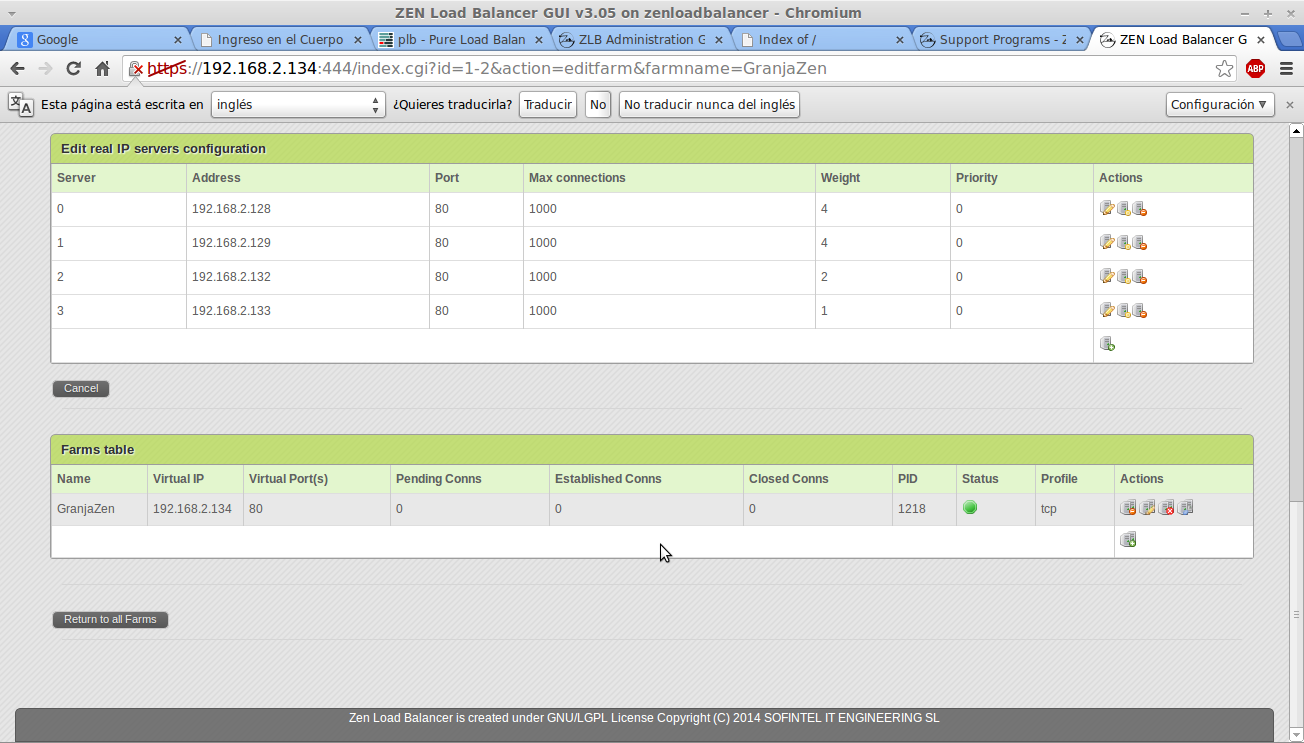 ZEN Load Balancer GUI v3.05 on zenloadbalancer - Chromium
Google Ingreso en el Cuerpo plb - Pure Load Balan ZLB Administration G Index of / Support Programs - Z ZEN Load Balancer G
https://192.168.2.134:444/index.cgi?id=1-2&action=editfarm&farmname=GranjaZen ABP
Esta página está escrita en inglés ¿Quieres traducirla? Traducir No No traducir nunca del inglés Configuración
Edit real IP servers configuration
Server Address Port Max connections Weight Priority Actions
0 192.168.2.128 80 1000 4 0
1 192.168.2.129 80 1000 4 0
2 192.168.2.132 80 1000 2 0
3 192.168.2.133 80 1000 1 0
Cancel
Farms table
Name Virtual IP Virtual Port(s) Pending Conns Established Conns Closed Conns PID Status Profile Actions
GranjaZen 192.168.2.134 80 0 0 0 1218 tcp
Return to all Farms
Zen Load Balancer is created under GNU/LGPL License Copyright (C) 2014 SOFINTEL IT ENGINEERING SL